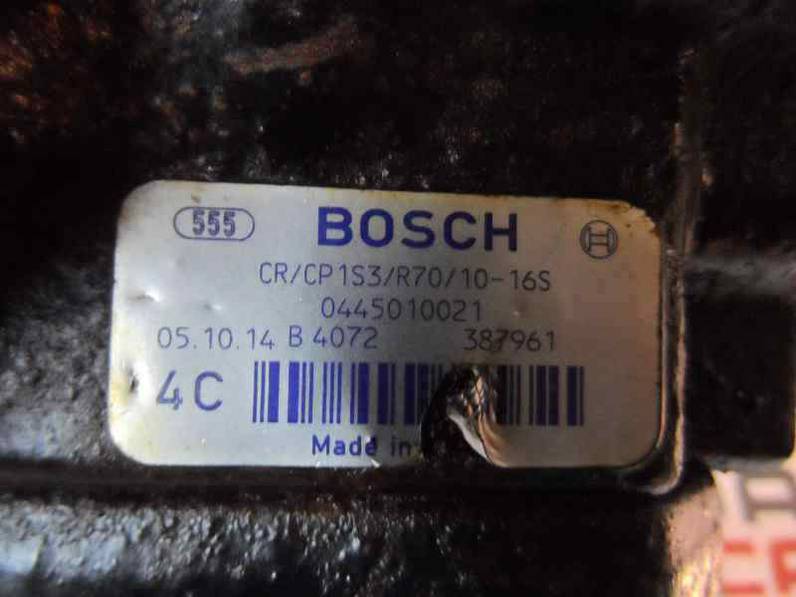 555 BOSCH
CR/CP1S3/R70/10-16S
0445010021
05.10.14 B 4072 387961
4C
Made in